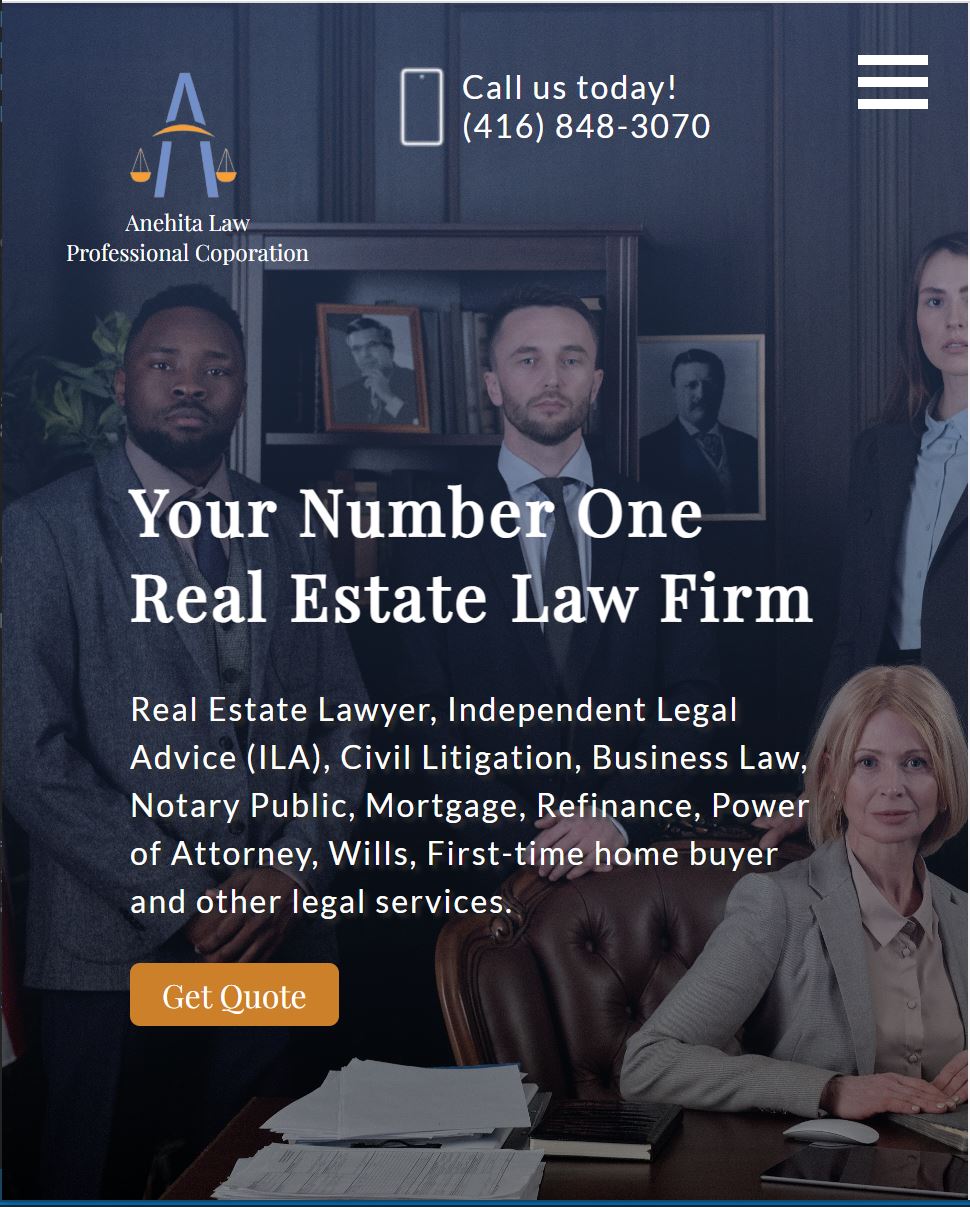 Call us today!
(416) 848-3070
Anehita Law
Professional Coporation
Your Number One
Real Estate Law Firm
Real Estate Lawyer, Independent Legal
Advice (ILA), Civil Litigation, Business Law,
Notary Public, Mortgage, Refinance, Power
of Attorney, Wills, First-time home buyer
and other legal services.
Get Quote